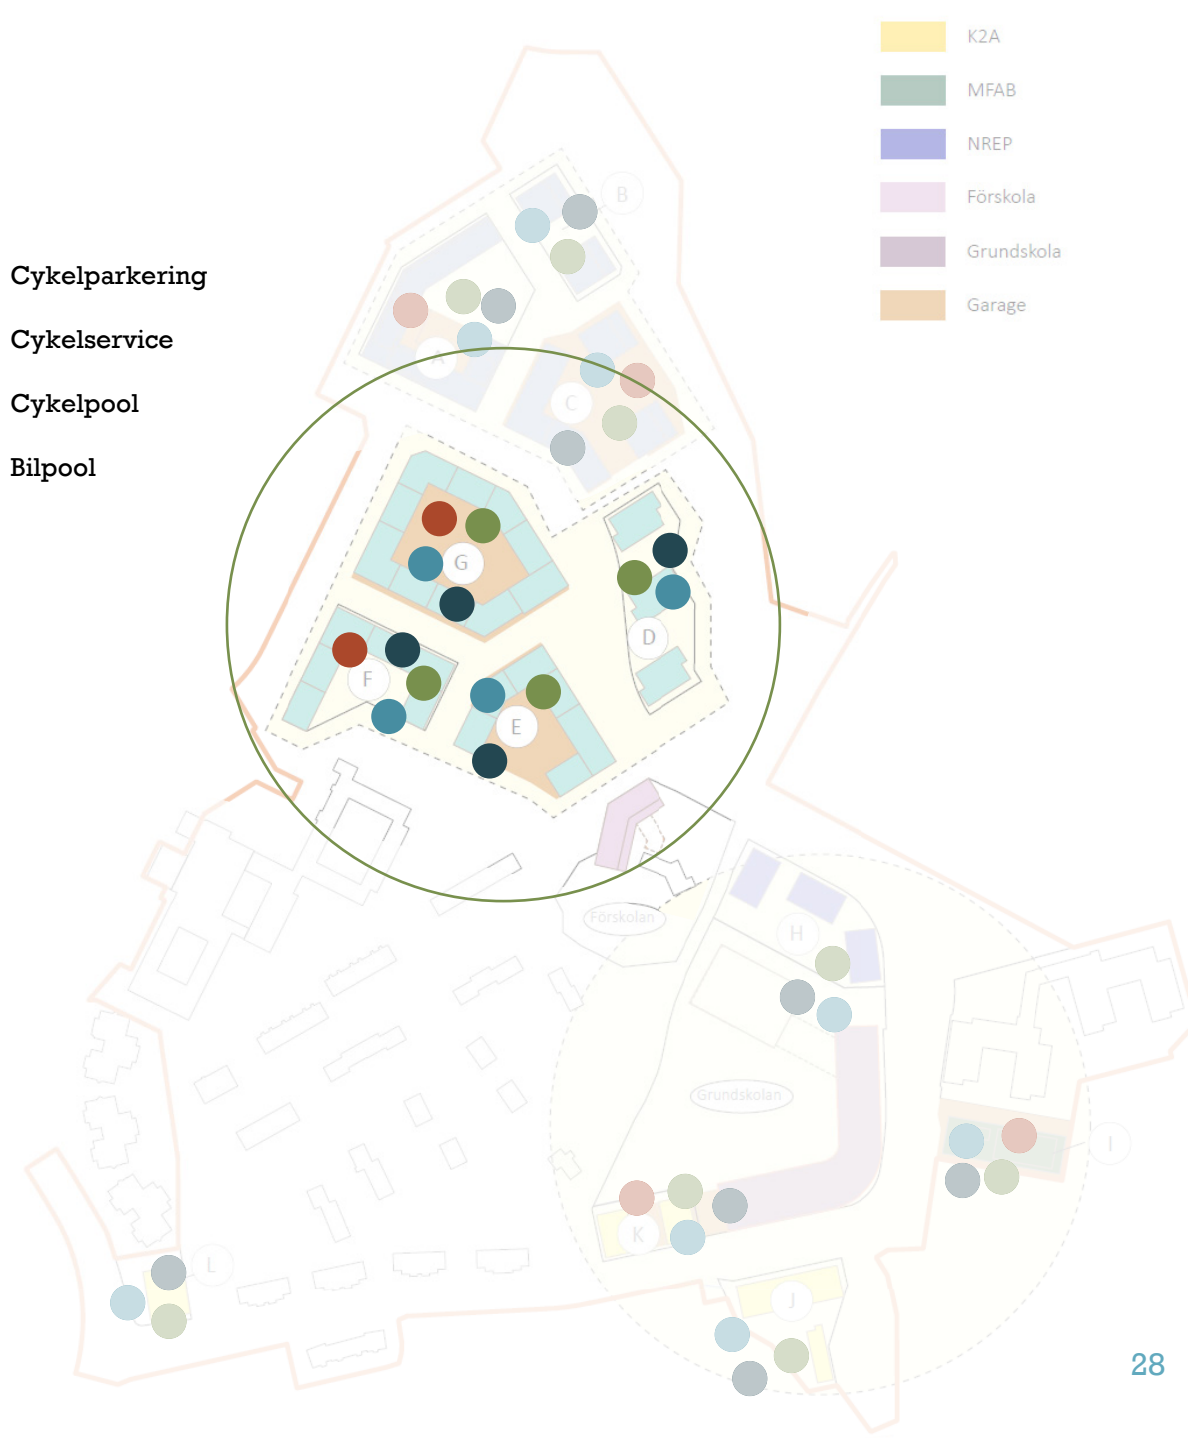 K2A
MFAB
NREP
Förskola
Grundskola
Garage
Cykelparkering
Cykelservice
Cykelpool
Bilpool
B
A
C
G
D
F
E
Förskolan
H
Grundskolan
I
K
L
J
28